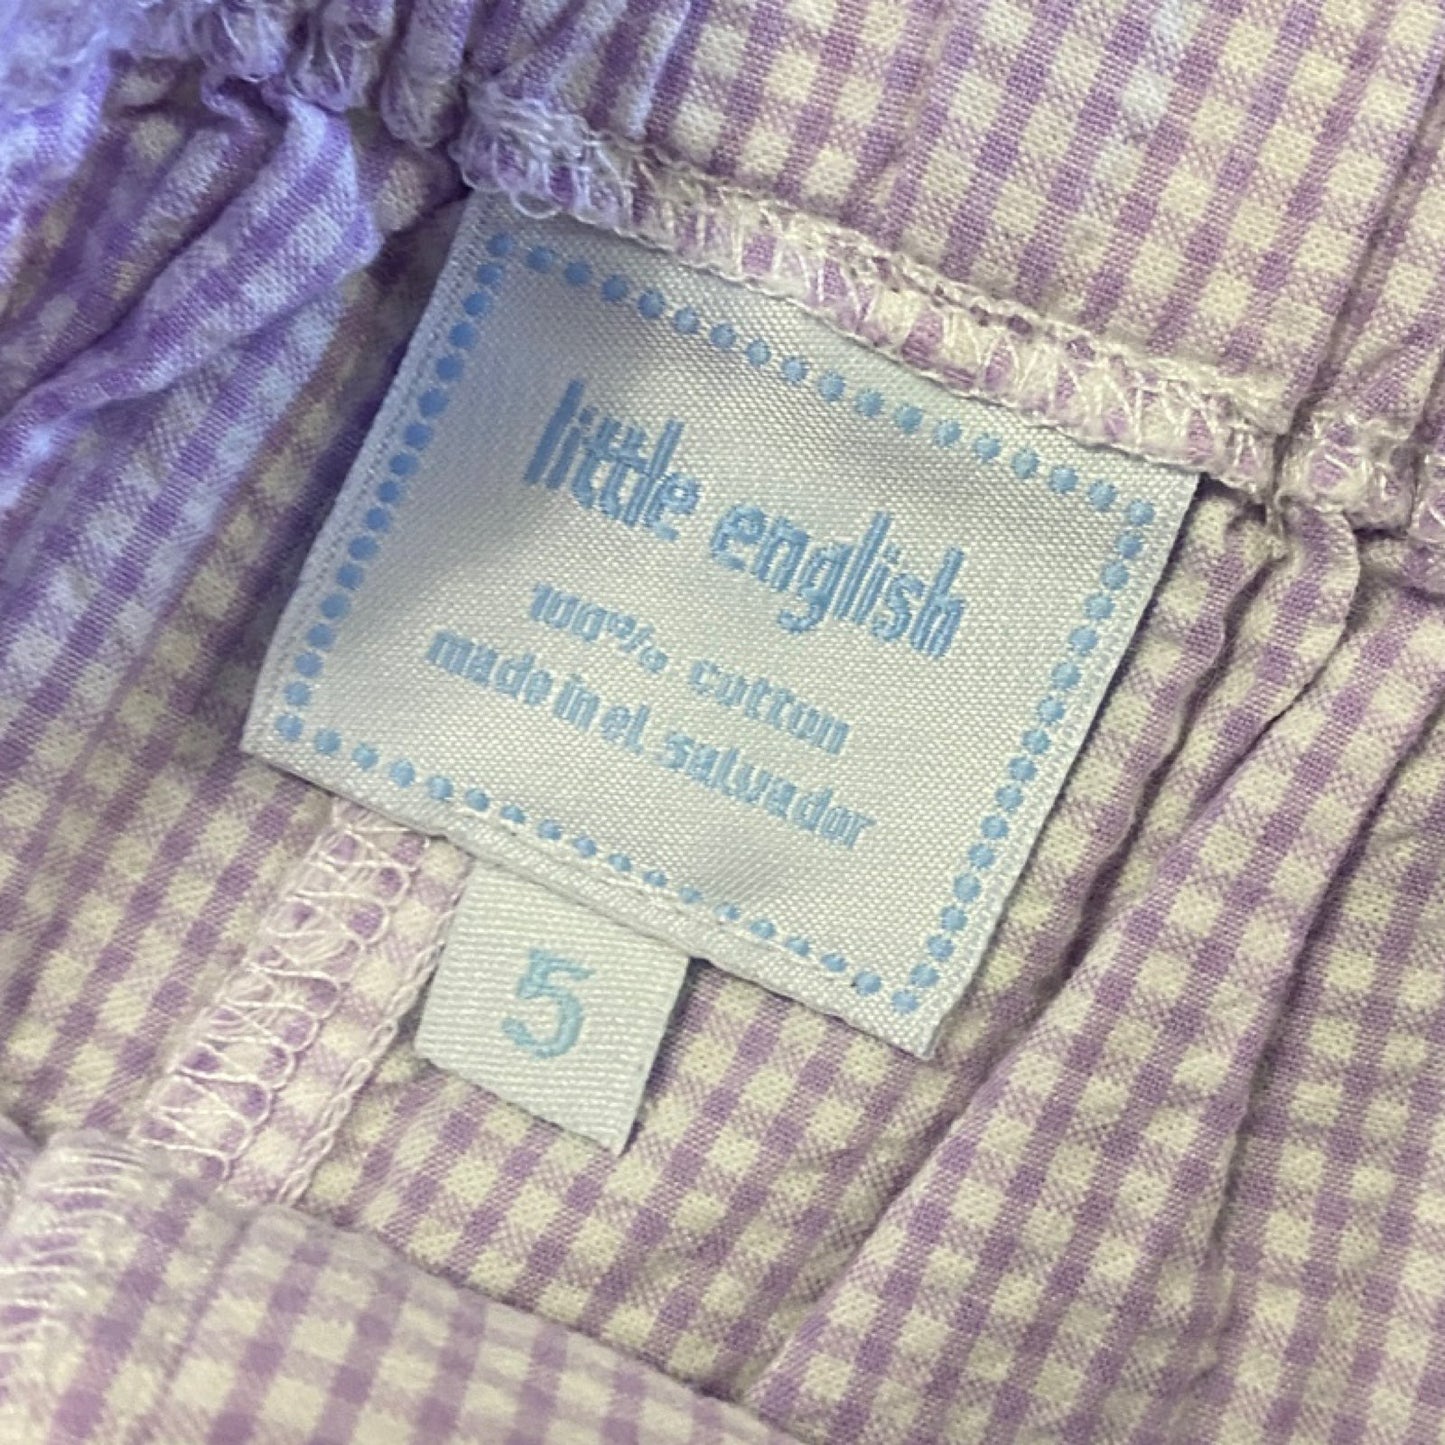 little english
100% cotton
made in el salvador
5